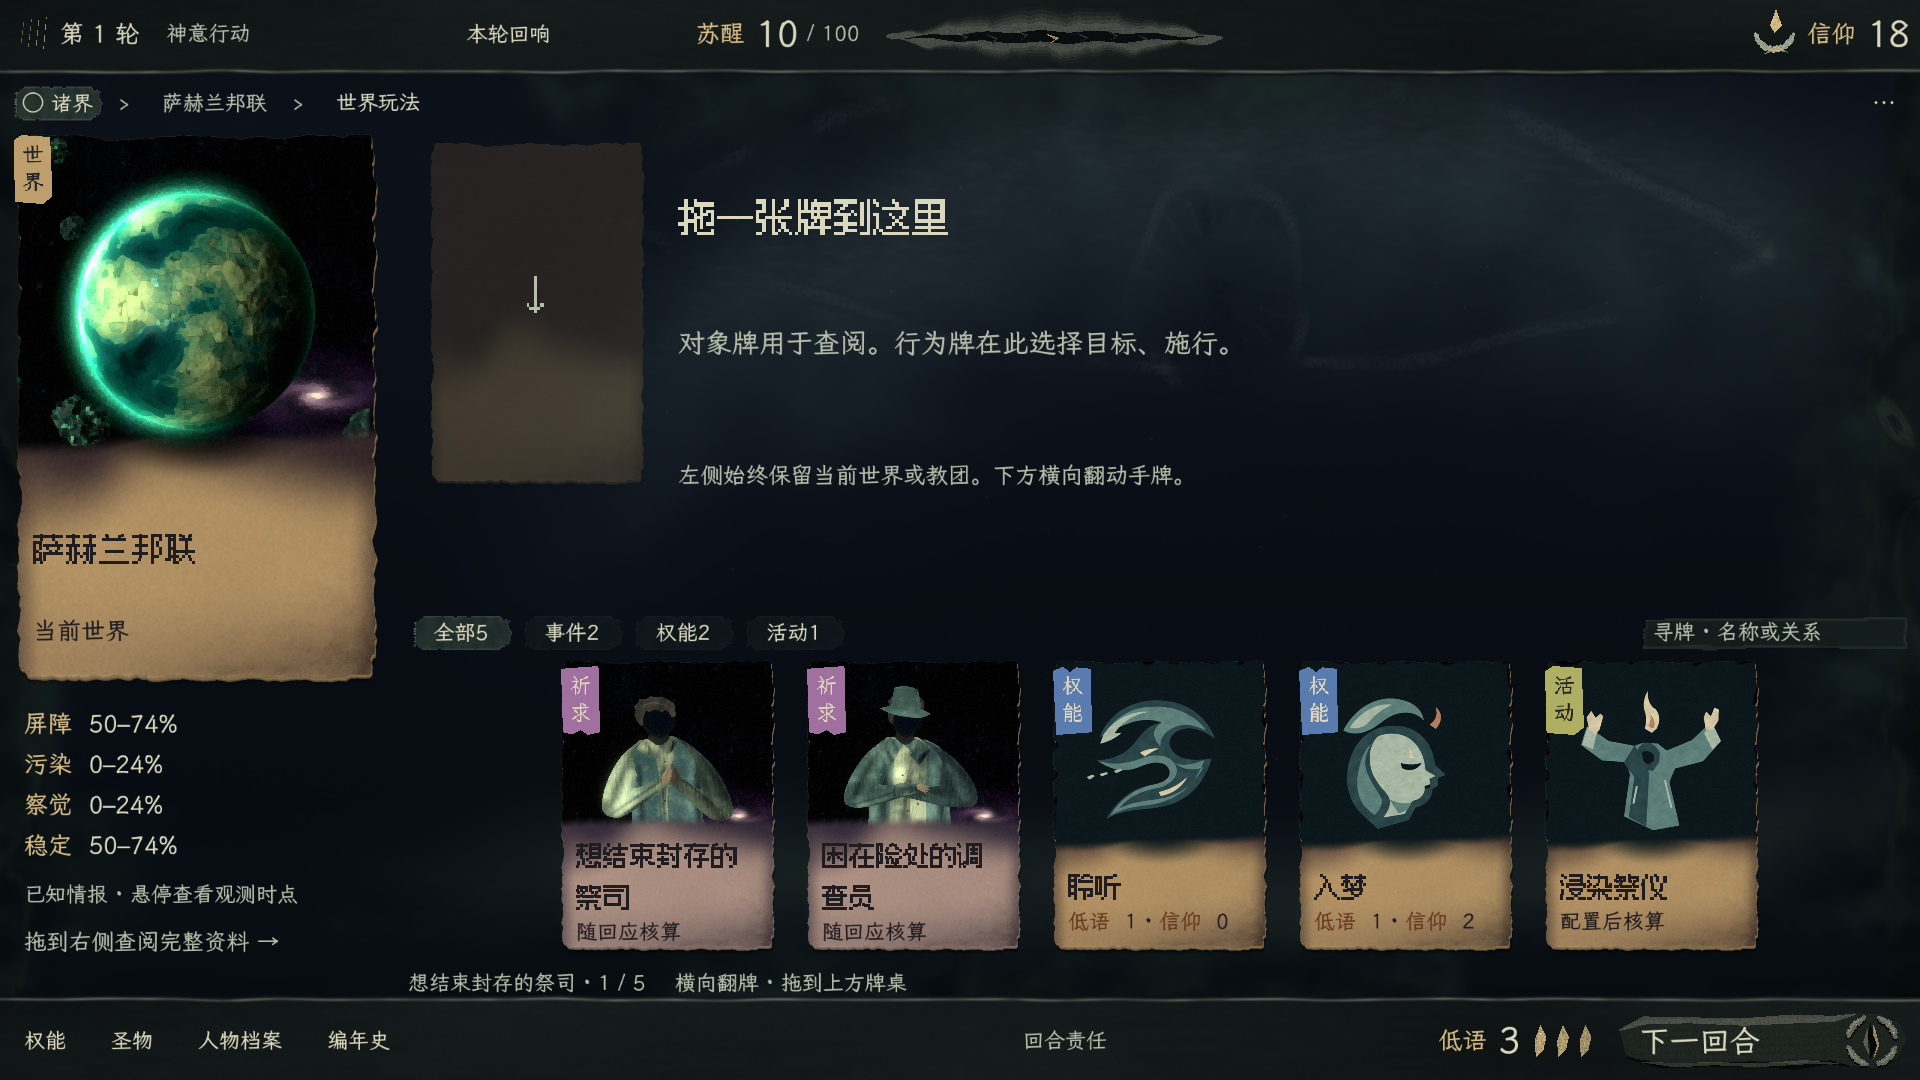 第 1 轮
神意行动
本轮回响
苏醒 10 / 100
信仰 18
诸界 > 萨赫兰邦联 > 世界玩法
...
世界
萨赫兰邦联
当前世界
屏障 50–74%
污染 0–24%
察觉 0–24%
稳定 50–74%
已知情报・悬停查看观测时点
拖到右侧查阅完整资料 →
拖一张牌到这里
对象牌用于查阅。行为牌在此选择目标、施行。
左侧始终保留当前世界或教团。下方横向翻动手牌。
全部5
事件2
权能2
活动1
寻牌・名称或关系
祈求
想结束封存的
祭司
随回应核算
祈求
困在险处的调
查员
随回应核算
权能
聆听
低语 1・信仰 0
权能
入梦
低语 1・信仰 2
活动
浸染祭仪
配置后核算
想结束封存的祭司・1 / 5
横向翻牌・拖到上方牌桌
权能
圣物
人物档案
编年史
回合责任
低语 3
下一回合